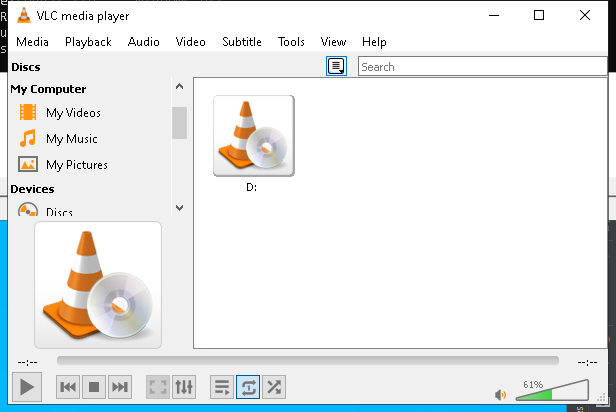 VLC media player
Media Playback Audio Video Subtitle Tools View Help
Discs
Search
My Computer
My Videos
My Music
My Pictures
Devices
Discs
D:
--:-- --:--
61%